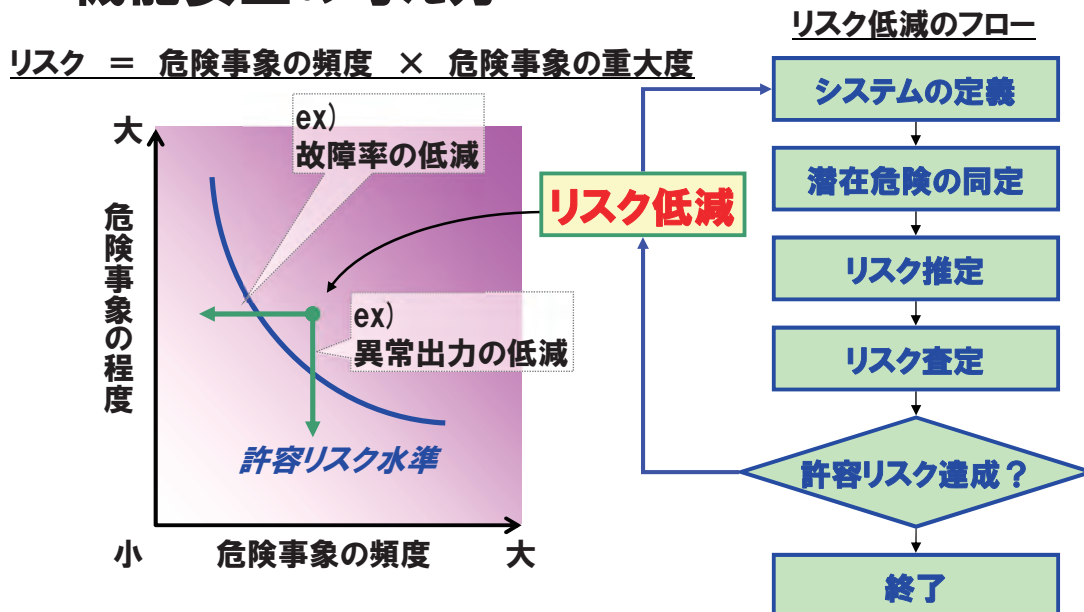 リスク低減のフロー
リスク ＝ 危険事象の頻度 × 危険事象の重大度
大
ex)
故障率の低減
危険事象の程度
ex)
異常出力の低減
許容リスク水準
小
危険事象の頻度
大
リスク低減
システムの定義
潜在危険の同定
リスク推定
リスク査定
許容リスク達成？
終了